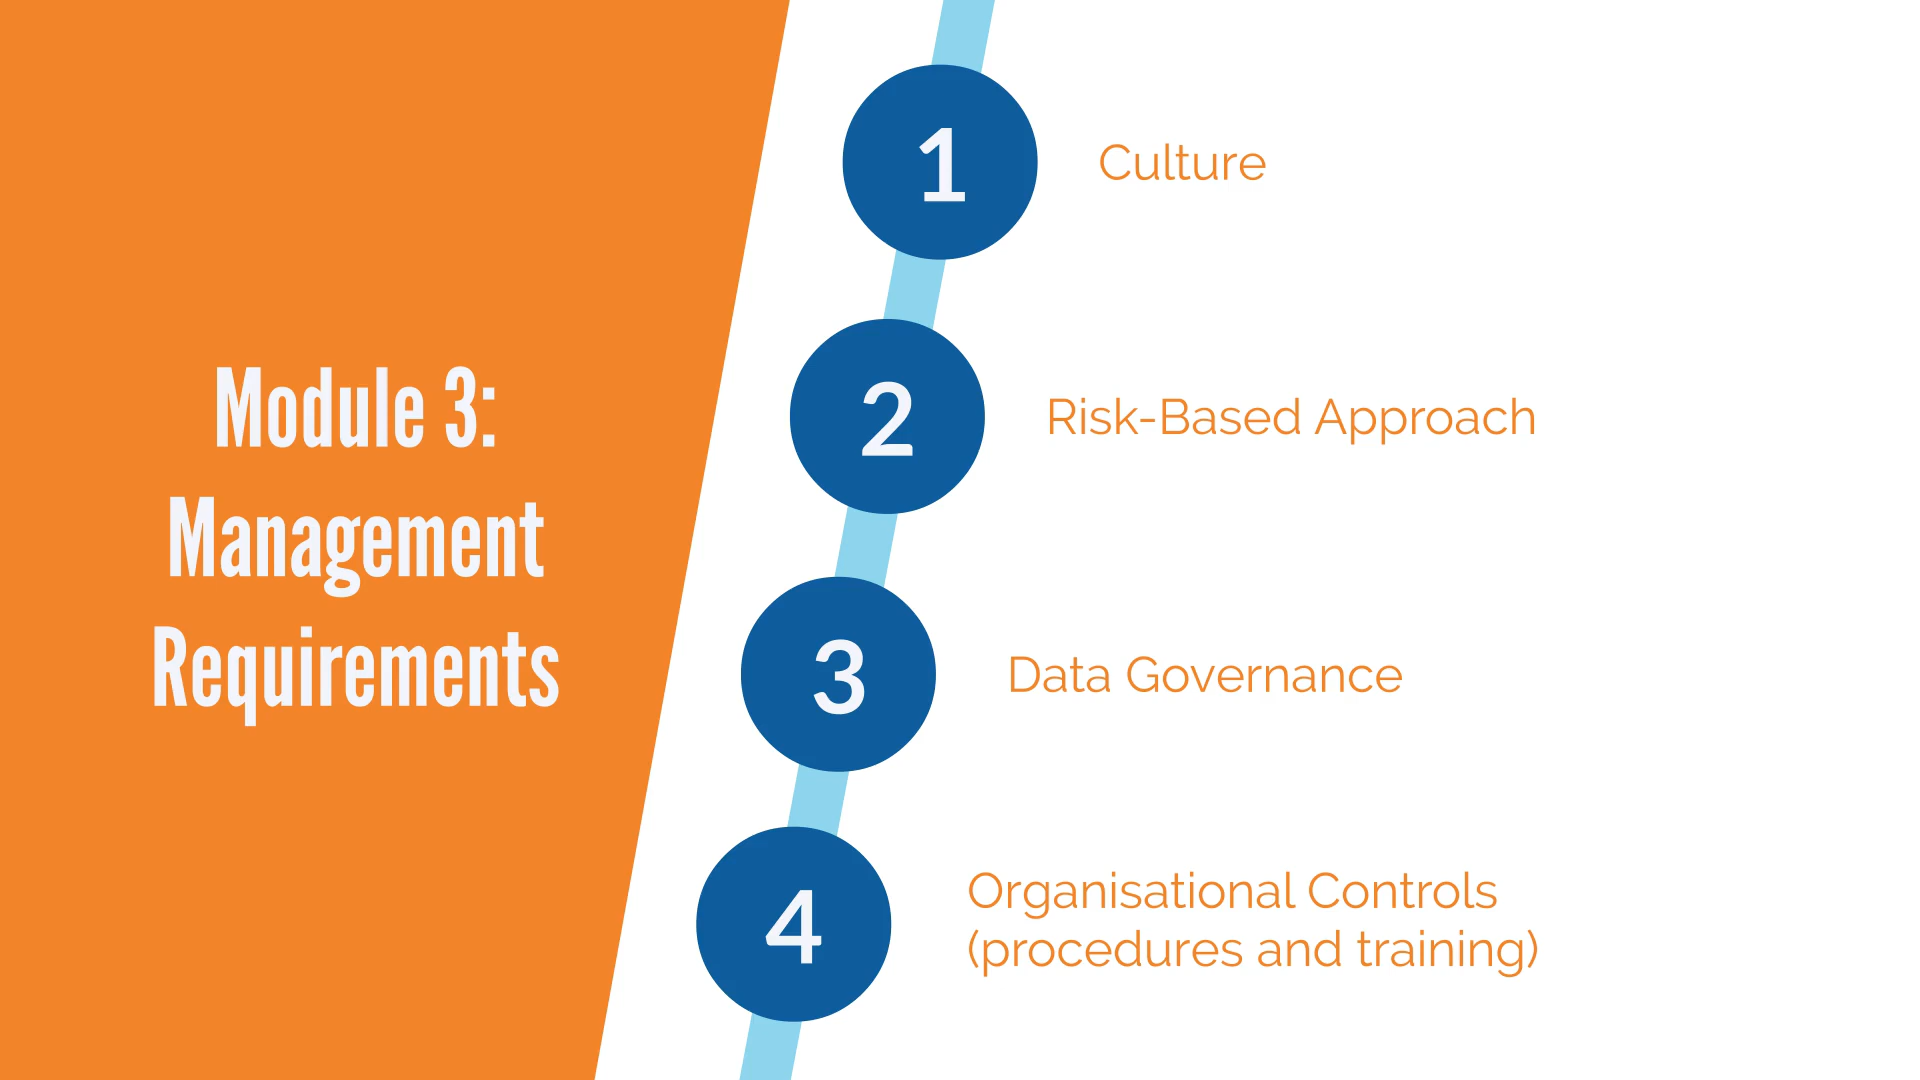 Module 3:
Management
Requirements
1
Culture
2
Risk-Based Approach
3
Data Governance
4
Organisational Controls
(procedures and training)